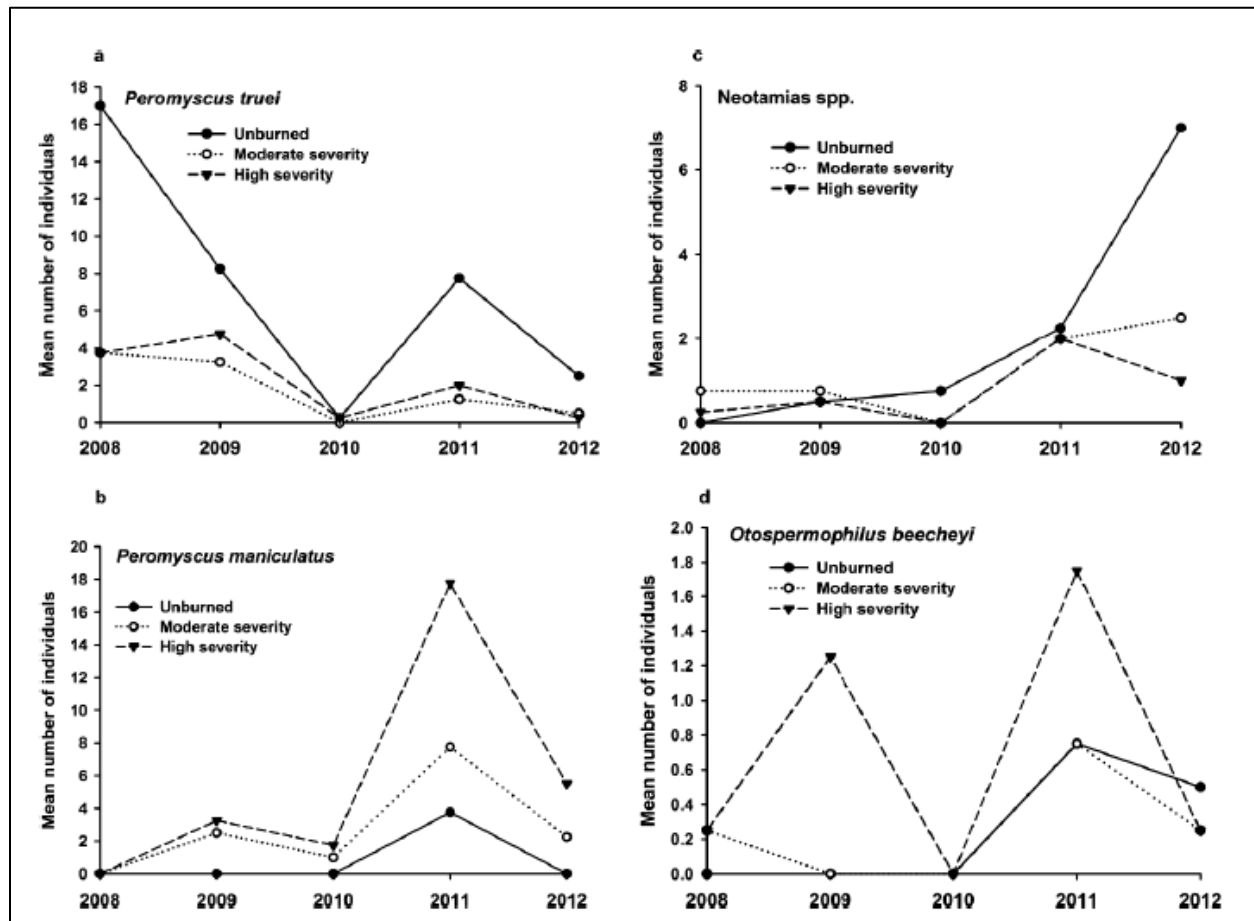 a
Peromyscus truei
Unburned
Moderate severity
High severity
Mean number of individuals
18
16
14
12
10
8
6
4
2
0
2008 2009 2010 2011 2012
c
Neotamias spp.
Unburned
Moderate severity
High severity
Mean number of individuals
8
6
4
2
0
2008 2009 2010 2011 2012
b
Peromyscus maniculatus
Unburned
Moderate severity
High severity
Mean number of individuals
20
18
16
14
12
10
8
6
4
2
0
2008 2009 2010 2011 2012
d
Otospermophilus beecheyi
Unburned
Moderate severity
High severity
Mean number of individuals
2.0
1.8
1.6
1.4
1.2
1.0
0.8
0.6
0.4
0.2
0.0
2008 2009 2010 2011 2012